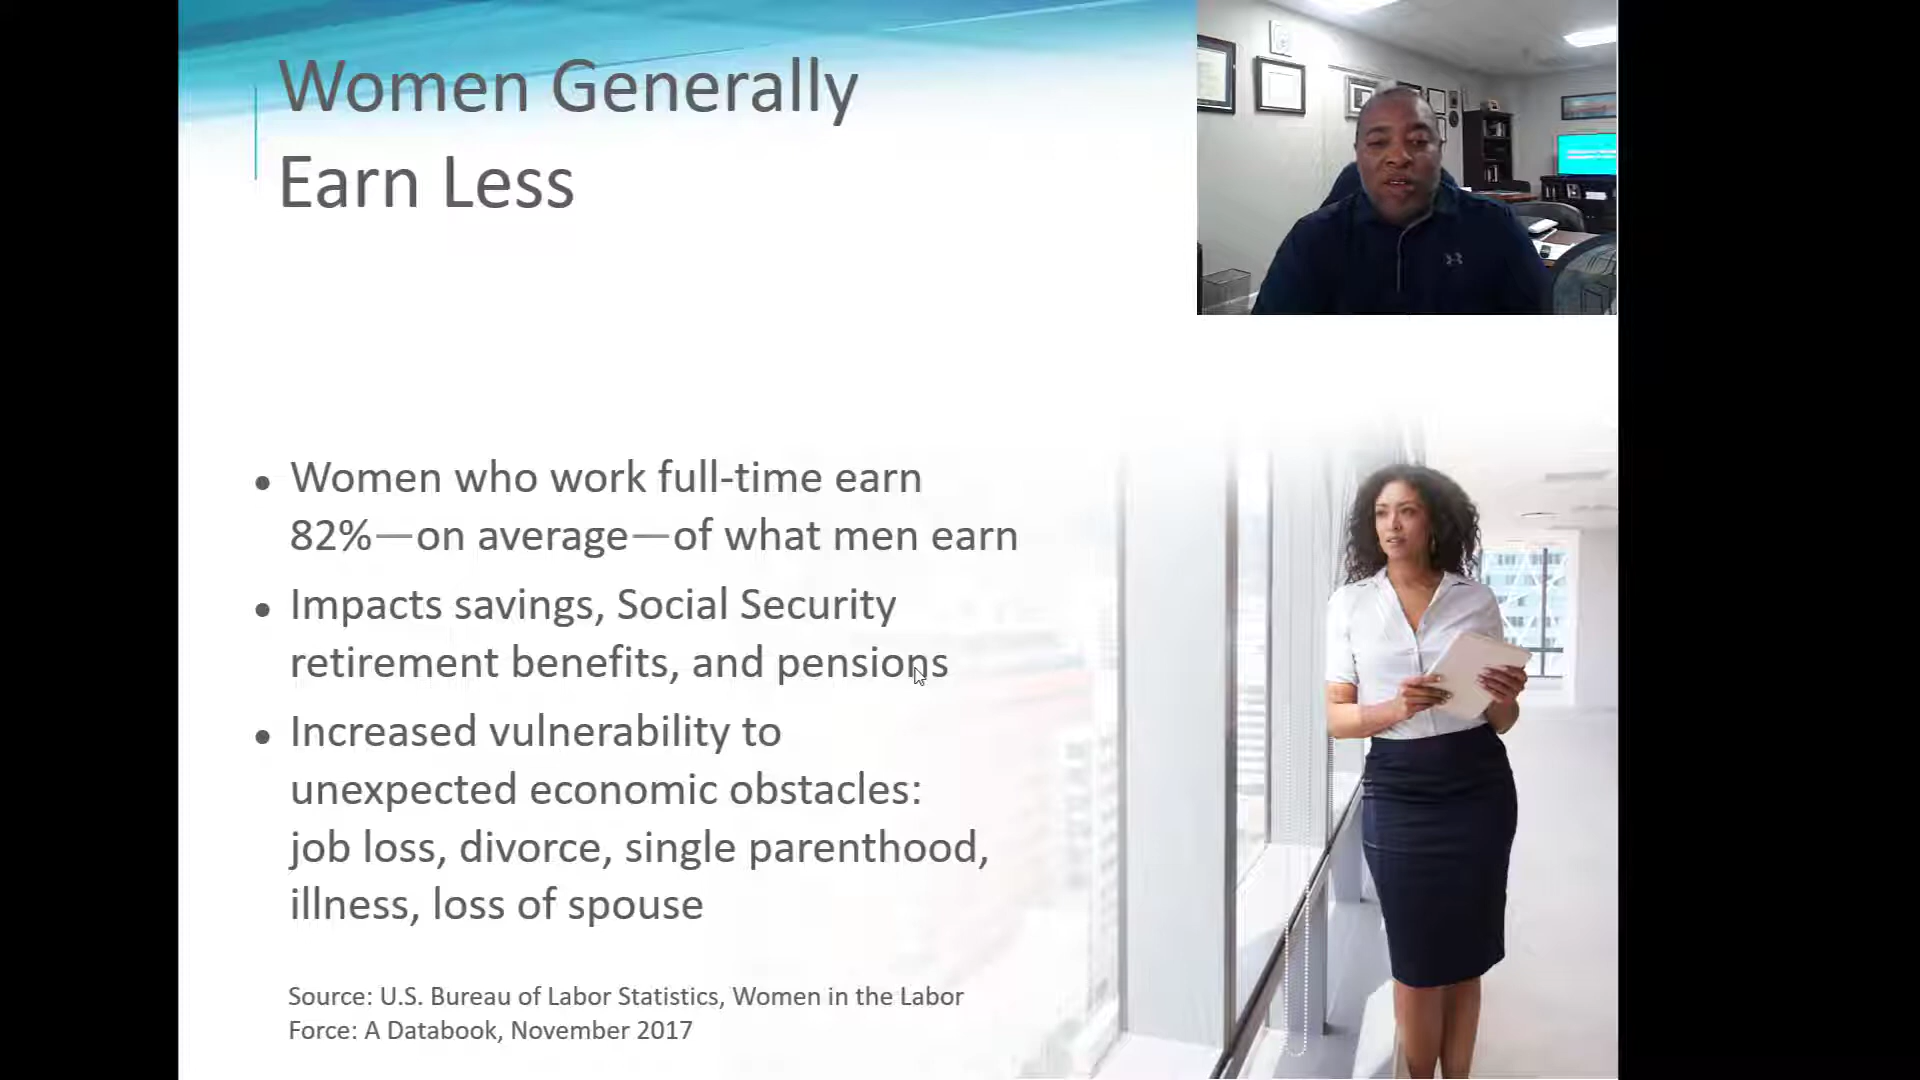 Women Generally
Earn Less
• Women who work full-time earn
82%—on average—of what men earn
• Impacts savings, Social Security
retirement benefits, and pensions
• Increased vulnerability to
unexpected economic obstacles:
job loss, divorce, single parenthood,
illness, loss of spouse
Source: U.S. Bureau of Labor Statistics, Women in the Labor
Force: A Databook, November 2017